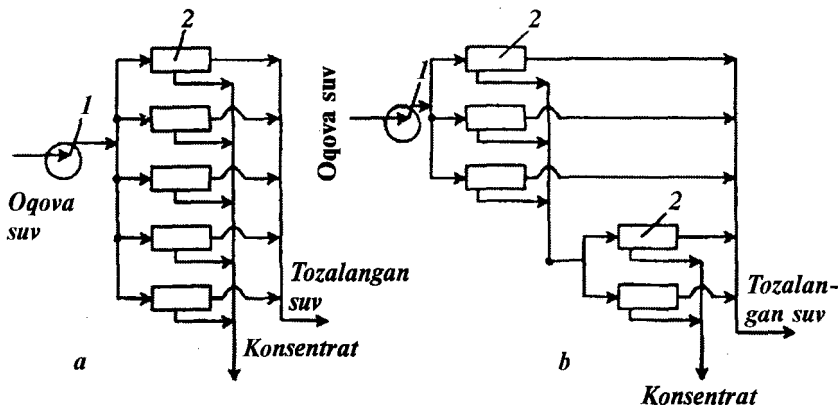 2
1
Oqova
suv
Tozalangan
suv
Konsentrat
a
2
1
Oqova suv
2
Tozalan-
gan suv
Konsentrat
b